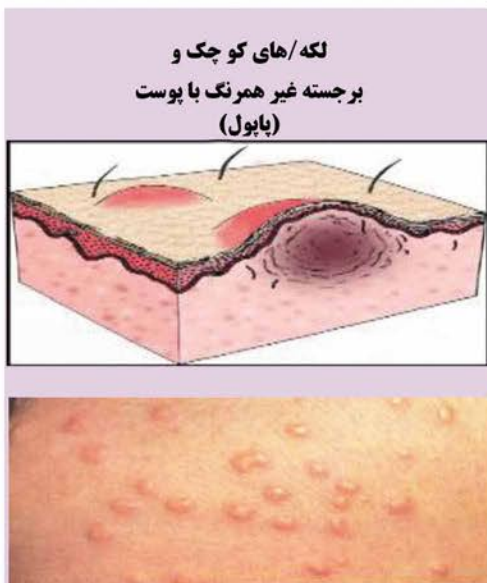 لکه/های کو چک و
برجسته غیر همرنگ با پوست
(پاپول)